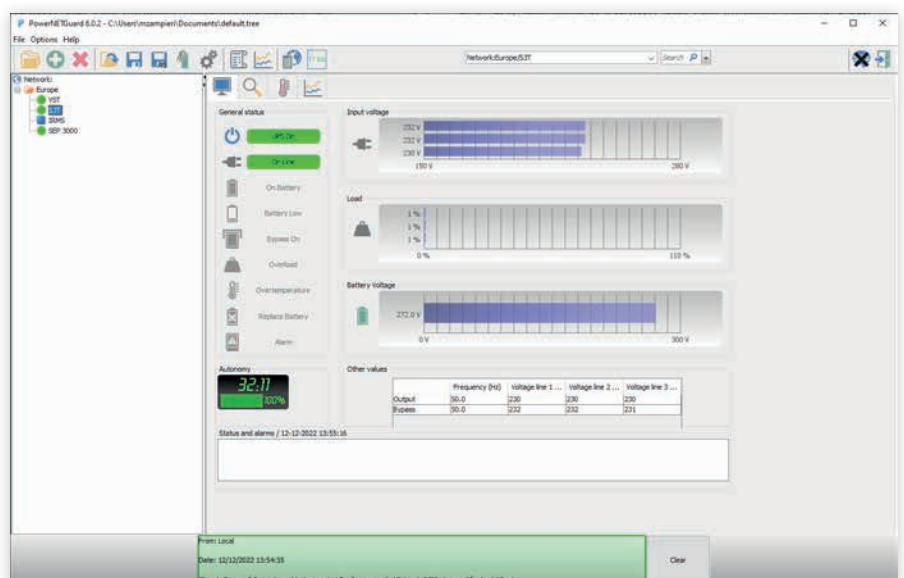 PowerNETGuard 6.0.2 - C:\Users\mzampieri\Documents\default.tree
File Options Help
Network:Europe/S3T
Search
Network:
Europe
VST
S3T
IRMS
SEP 3000
General status
UPS On
On Line
On Battery
Battery Low
Bypass On
Overload
Overtemperature
Replace Battery
Alarm
Input voltage
232 V
232 V
230 V
150 V 280 V
Load
1 %
1 %
1 %
0 % 110 %
Battery Voltage
272.0 V
0 V 300 V
Autonomy
32:11
100%
Other values
Frequency (Hz) Voltage line 1 ... Voltage line 2 ... Voltage line 3 ...
Output 50.0 230 230 230
Bypass 50.0 232 232 231
Status and alarms / 12-12-2022 13:55:16
From: Local
Date: 12/12/2022 13:54:35
Clear